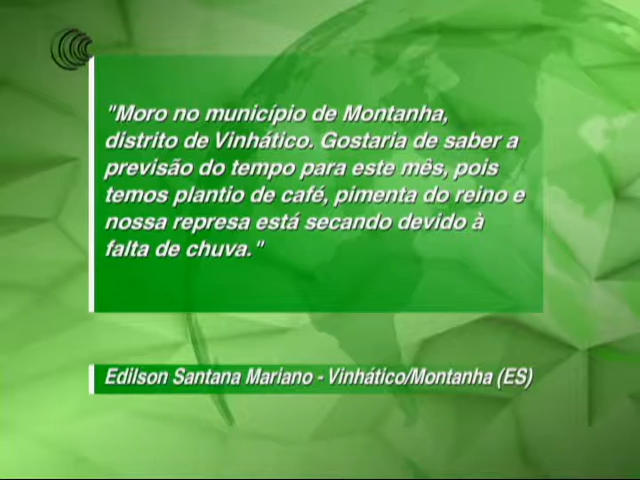 "Moro no município de Montanha,
distrito de Vinhático. Gostaria de saber a
previsão do tempo para este mês, pois
temos plantio de café, pimenta do reino e
nossa represa está secando devido à
falta de chuva."
Edilson Santana Mariano - Vinhático/Montanha (ES)